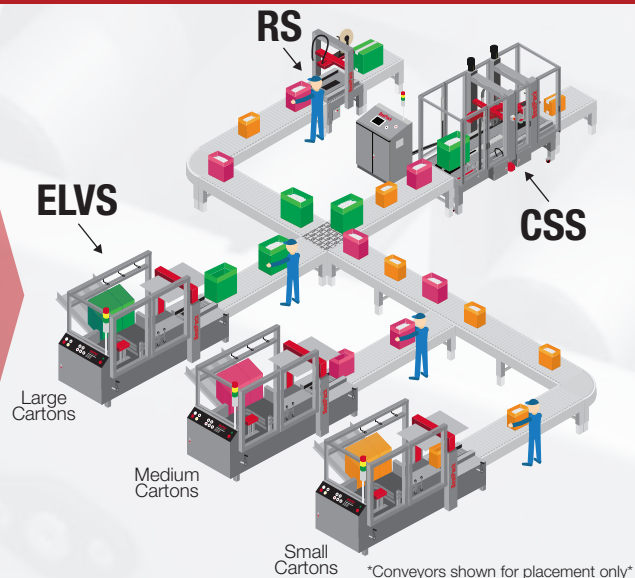 RS
CSS
ELVS
Large
Cartons
Medium
Cartons
Small
Cartons
*Conveyors shown for placement only*